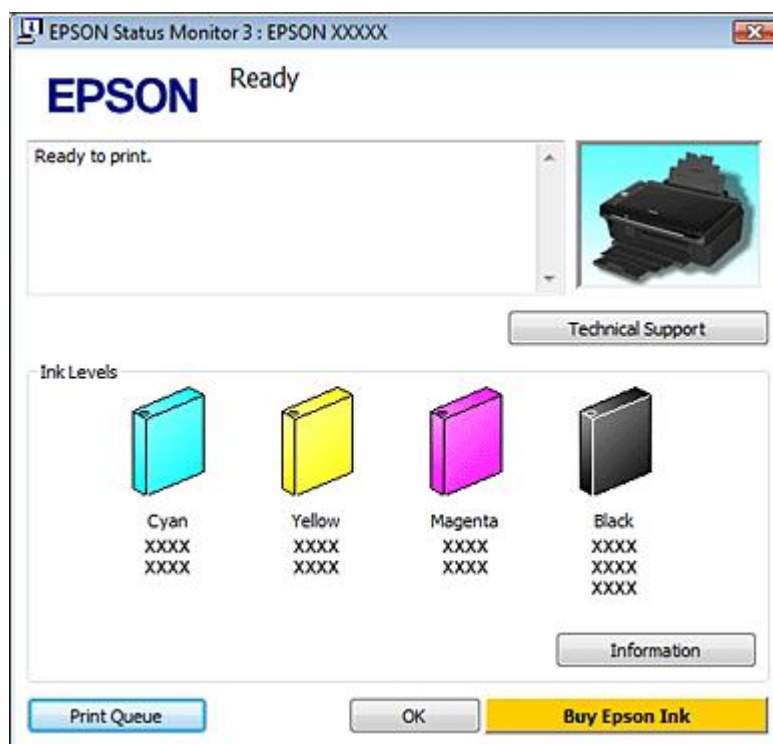 EPSON Status Monitor 3 : EPSON XXXXX
EPSON
Ready
Ready to print.
Technical Support
Ink Levels
Cyan
XXXX
XXXX
Yellow
XXXX
XXXX
Magenta
XXXX
XXXX
Black
XXXX
XXXX
XXXX
Information
Print Queue
OK
Buy Epson Ink